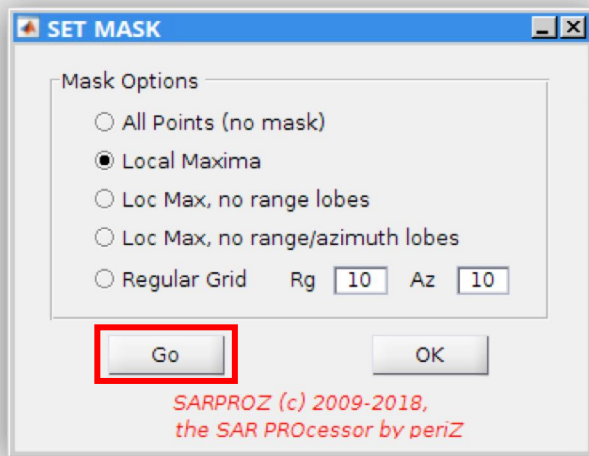 SET MASK
Mask Options
All Points (no mask)
Local Maxima
Loc Max, no range lobes
Loc Max, no range/azimuth lobes
Regular Grid Rg 10 Az 10
Go OK
SARPROZ (c) 2009-2018,
the SAR PROcessor by periZ